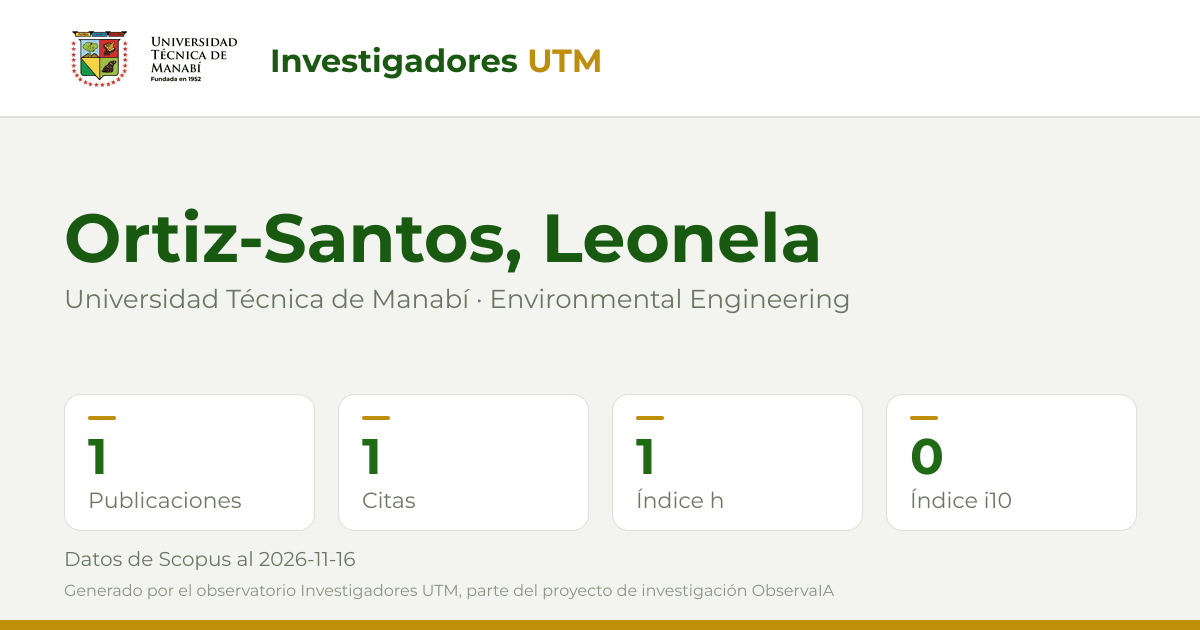 UNIVERSIDAD
TÉCNICA DE
MANABÍ
Fundada en 1952
Investigadores UTM
Ortiz-Santos, Leonela
Universidad Técnica de Manabí · Environmental Engineering
1
Publicaciones
1
Citas
1
Índice h
0
Índice i10
Datos de Scopus al 2026-11-16
Generado por el observatorio Investigadores UTM, parte del proyecto de investigación ObservaIA